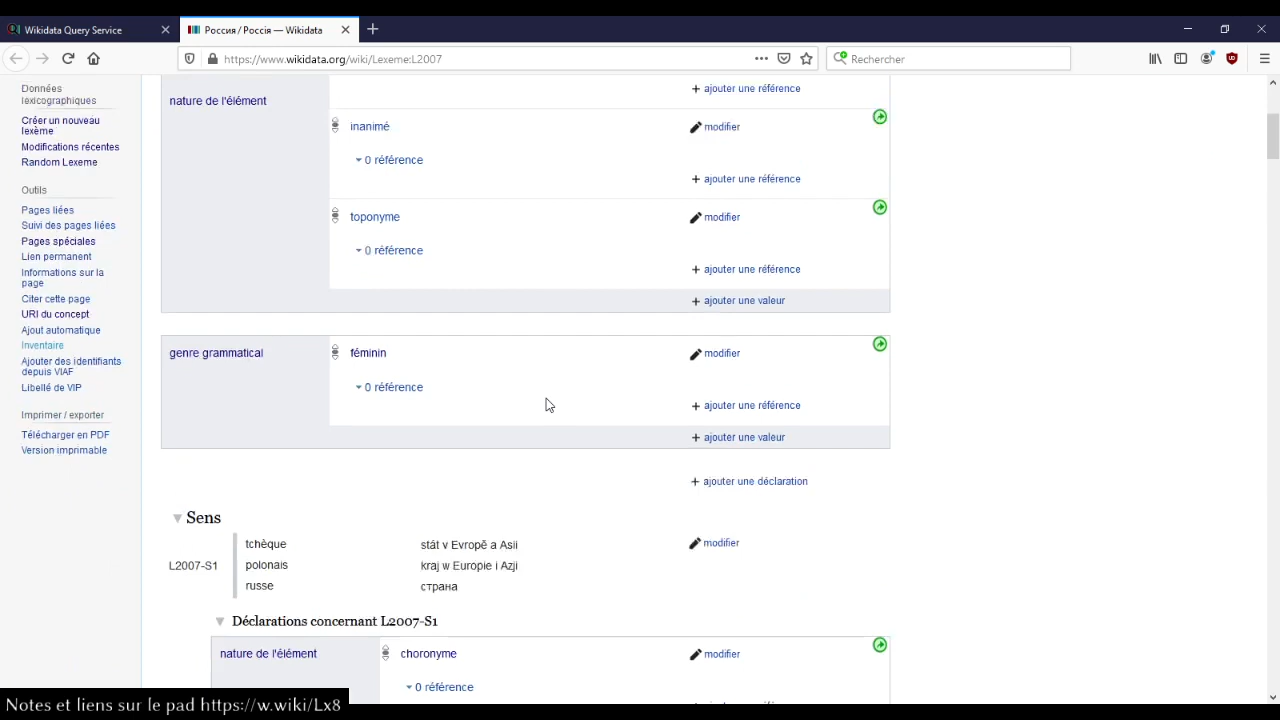 Wikidata Query Service
Россия / Россія — Wikidata
https://www.wikidata.org/wiki/Lexeme:L2007
Rechercher
Données
lexicographiques
Créer un nouveau
lexème
Modifications récentes
Random Lexeme
Outils
Pages liées
Suivi des pages liées
Pages spéciales
Lien permanent
Informations sur la
page
Citer cette page
URI du concept
Ajout automatique
Inventaire
Ajouter des identifiants
depuis VIAF
Libellé de VIP
Imprimer / exporter
Télécharger en PDF
Version imprimable
+ ajouter une référence
nature de l'élément
inanimé
modifier
0 référence
+ ajouter une référence
toponyme
modifier
0 référence
+ ajouter une référence
+ ajouter une valeur
genre grammatical
féminin
modifier
0 référence
+ ajouter une référence
+ ajouter une valeur
+ ajouter une déclaration
Sens
L2007-S1
tchèque stát v Evropě a Asii
polonais kraj w Europie i Azji
russe страна
modifier
Déclarations concernant L2007-S1
nature de l'élément
choronyme
modifier
0 référence
Notes et liens sur le pad https://w.wiki/Lx8